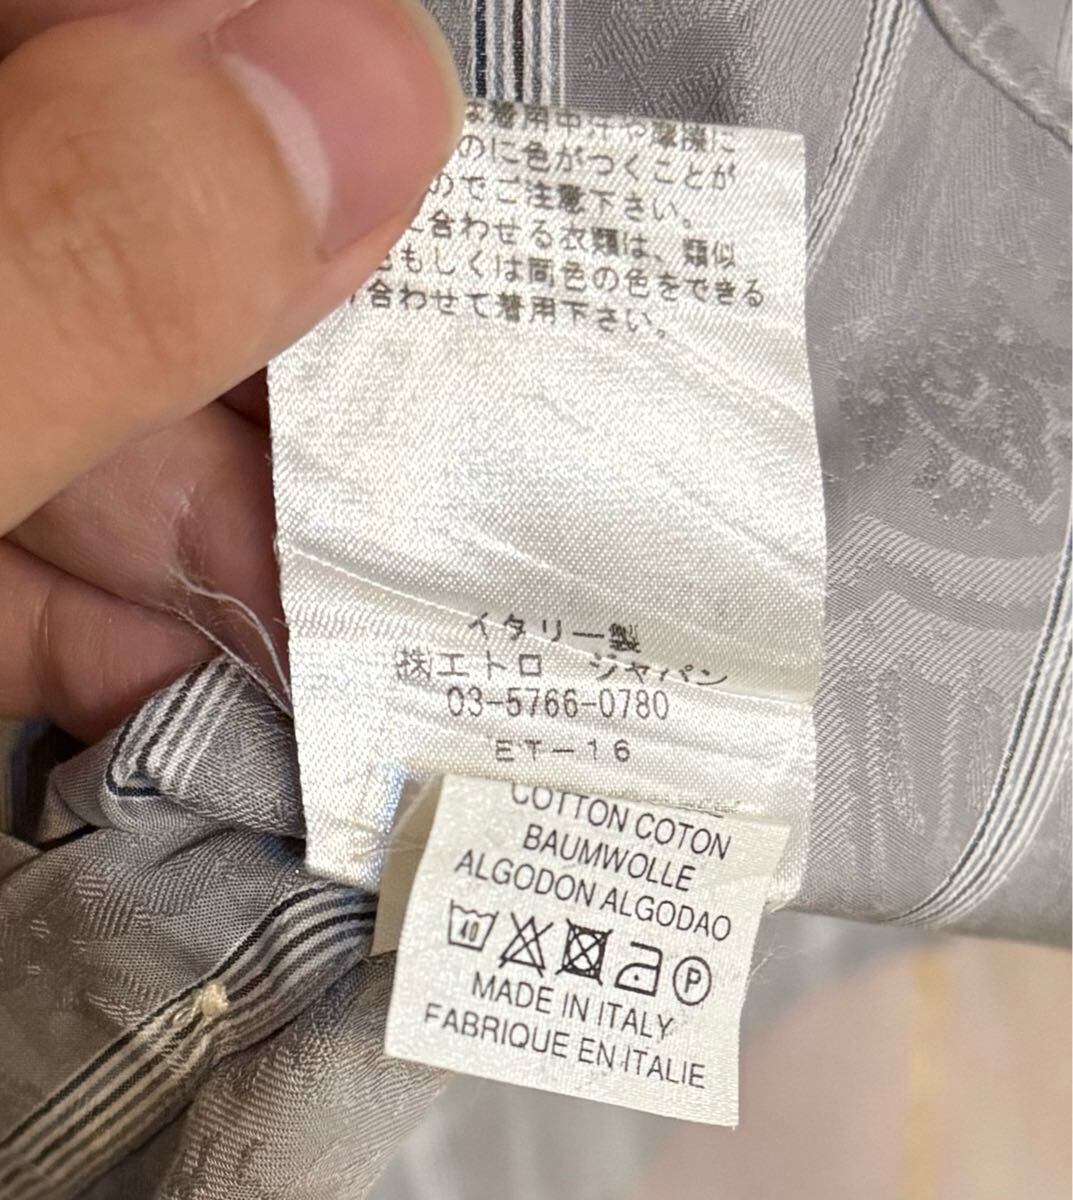 な着用中汗や摩擦に
のに色がつくことが
のでご注意下さい。
に合わせる衣類は、類似
色もしくは同色の色をできる
り合わせて着用下さい。
イタリー製
㈱エトロ ジャパン
03-5766-0780
ET-16
COTTON COTON
BAUMWOLLE
ALGODON ALGODAO
40 P
MADE IN ITALY
FABRIQUE EN ITALIE